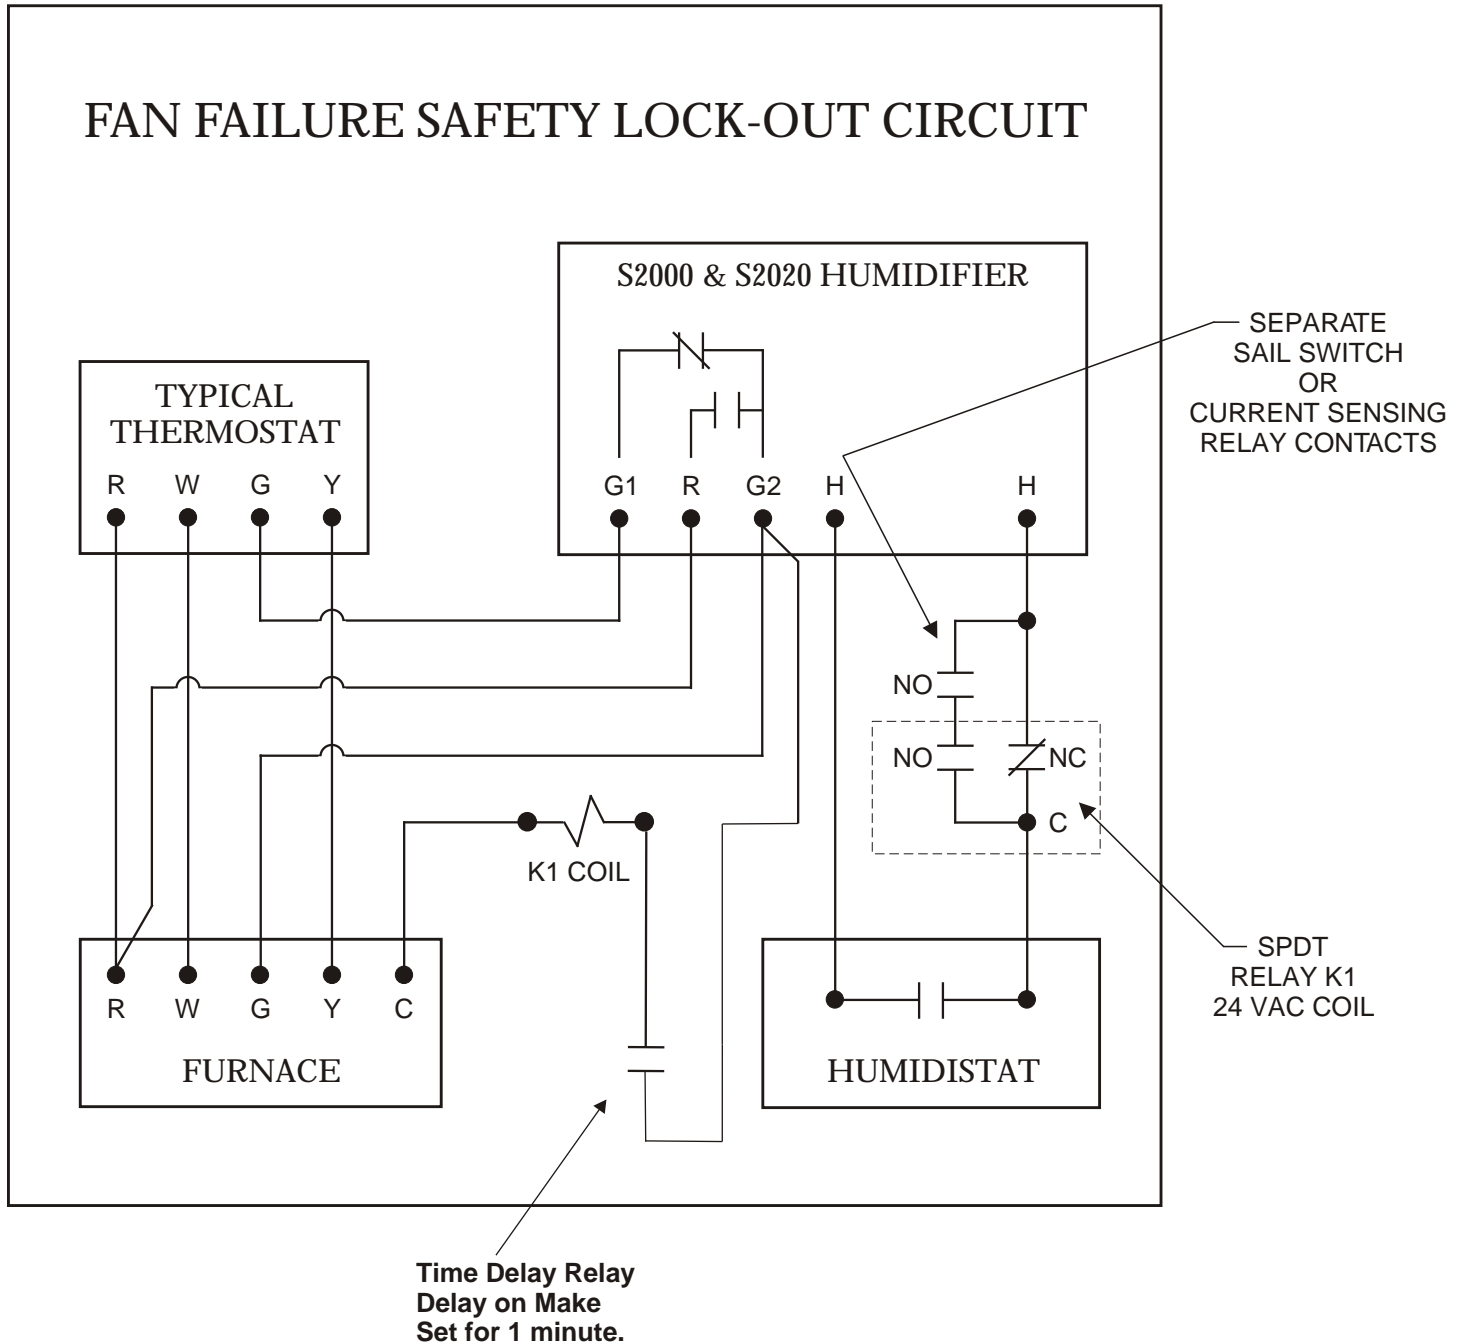 FAN FAILURE SAFETY LOCK-OUT CIRCUIT
S2000 & S2020 HUMIDIFIER
G1 R G2 H H
TYPICAL
THERMOSTAT
R W G Y
SEPARATE
SAIL SWITCH
OR
CURRENT SENSING
RELAY CONTACTS
NO
NO NC
C
K1 COIL
R W G Y C
FURNACE
HUMIDISTAT
SPDT
RELAY K1
24 VAC COIL
Time Delay Relay
Delay on Make
Set for 1 minute.